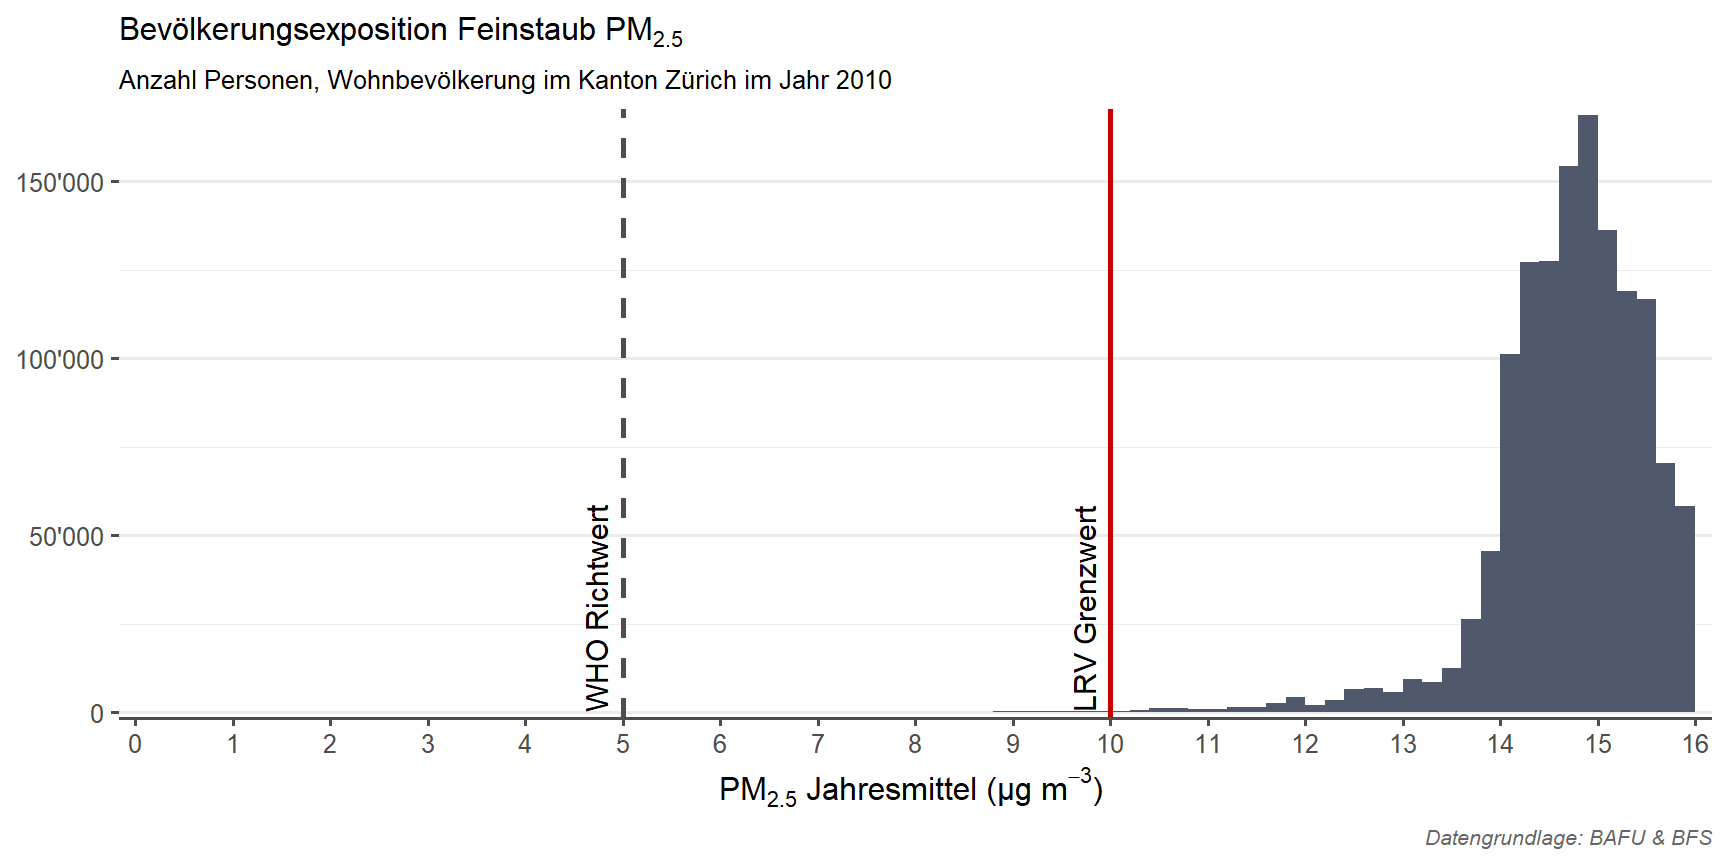 Bevölkerungsexposition Feinstaub PM2.5
Anzahl Personen, Wohnbevölkerung im Kanton Zürich im Jahr 2010
150'000
100'000
50'000
0
WHO Richtwert
LRV Grenzwert
0 1 2 3 4 5 6 7 8 9 10 11 12 13 14 15 16
PM2.5 Jahresmittel (µg m−3)
Datengrundlage: BAFU & BFS